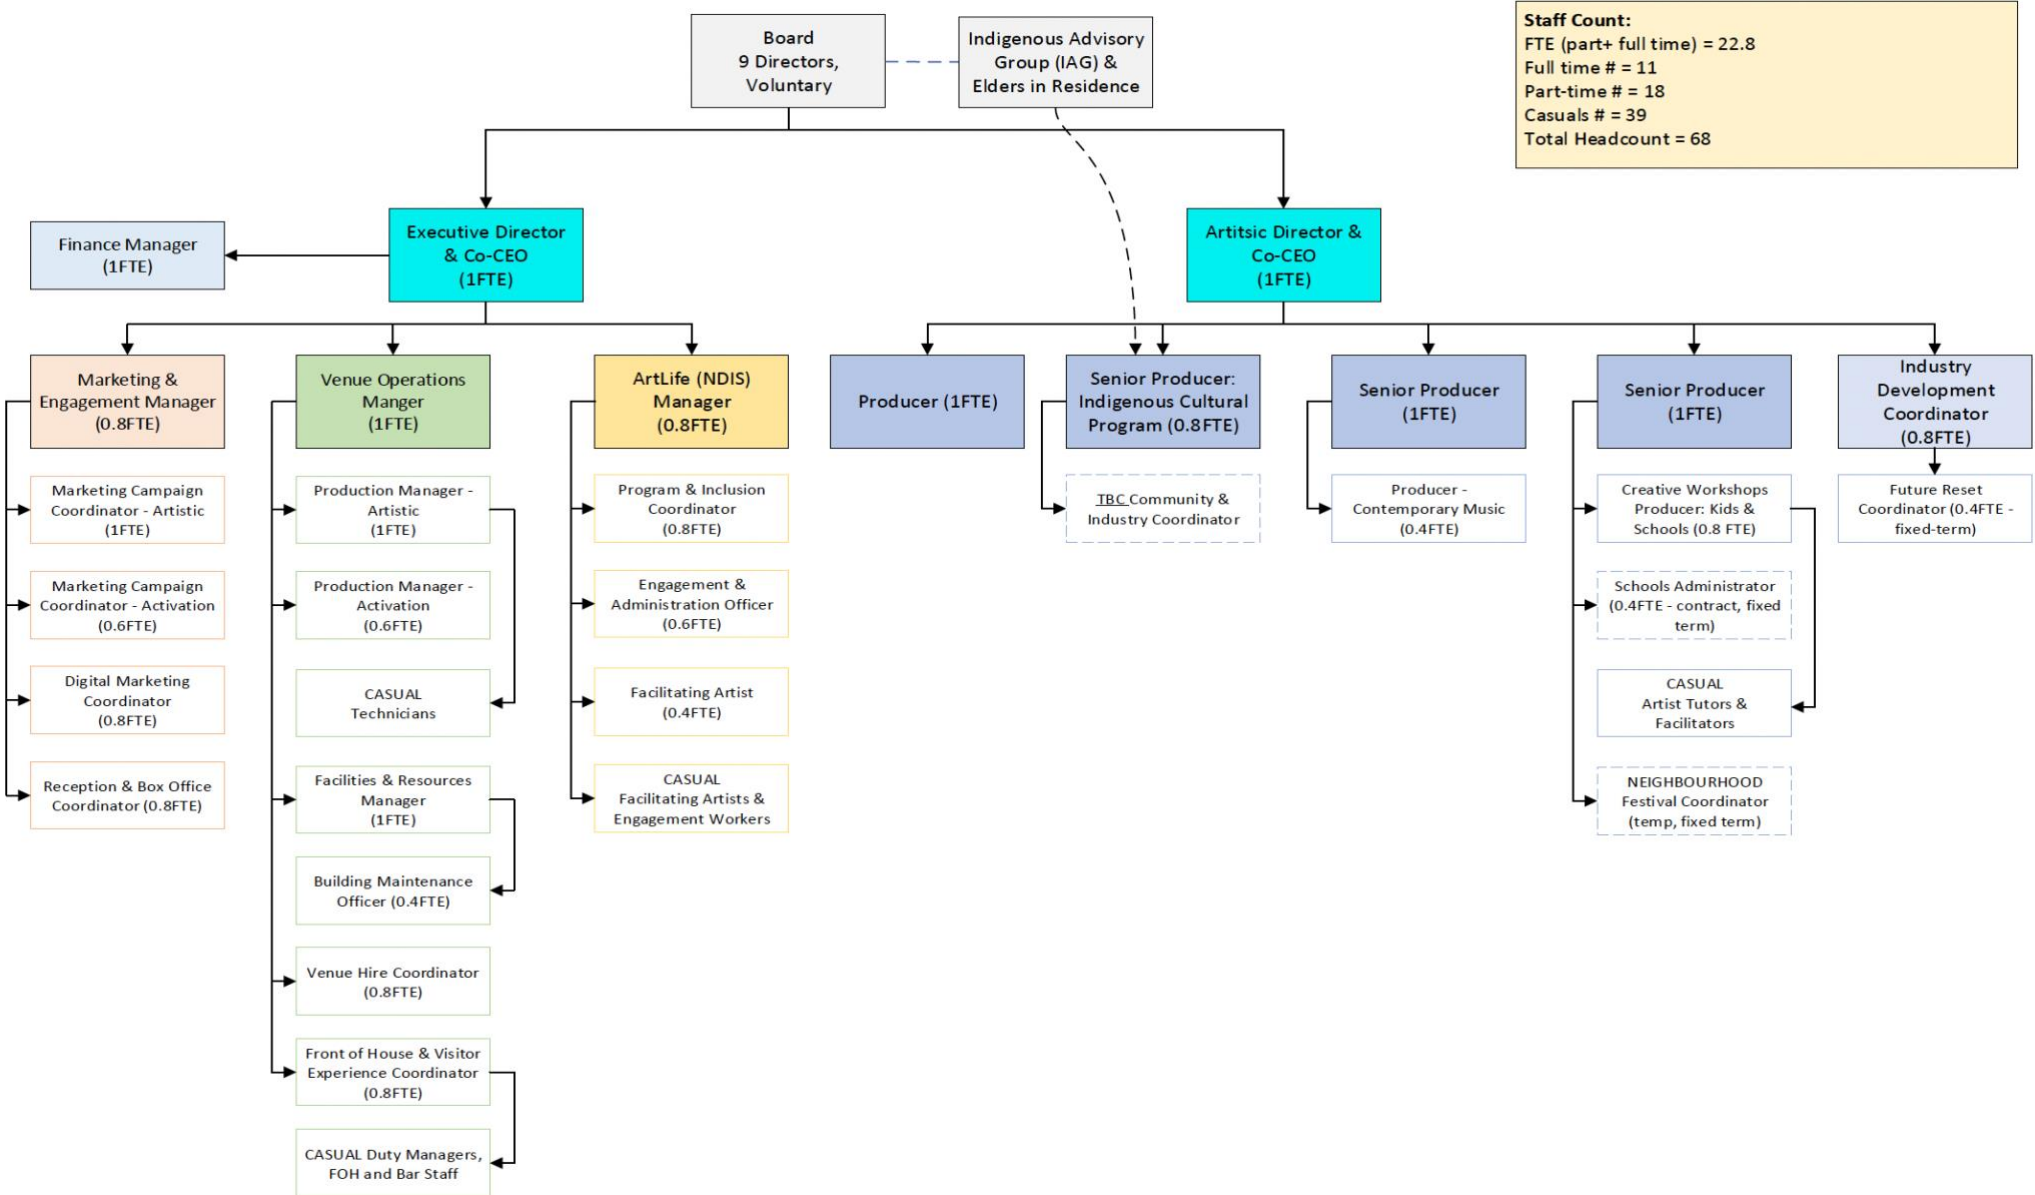 Board
9 Directors,
Voluntary
Indigenous Advisory
Group (IAG) &
Elders in Residence
Staff Count:
FTE (part+ full time) = 22.8
Full time # = 11
Part-time # = 18
Casuals # = 39
Total Headcount = 68
Finance Manager
(1FTE)
Executive Director
& Co-CEO
(1FTE)
Artitsic Director &
Co-CEO
(1FTE)
Marketing &
Engagement Manager
(0.8FTE)
Venue Operations
Manger
(1FTE)
ArtLife (NDIS)
Manager
(0.8FTE)
Producer (1FTE)
Senior Producer:
Indigenous Cultural
Program (0.8FTE)
Senior Producer
(1FTE)
Senior Producer
(1FTE)
Industry
Development
Coordinator
(0.8FTE)
Marketing Campaign
Coordinator - Artistic
(1FTE)
Marketing Campaign
Coordinator - Activation
(0.6FTE)
Digital Marketing
Coordinator
(0.8FTE)
Reception & Box Office
Coordinator (0.8FTE)
Production Manager -
Artistic
(1FTE)
Production Manager -
Activation
(0.6FTE)
CASUAL
Technicians
Facilities & Resources
Manager
(1FTE)
Building Maintenance
Officer (0.4FTE)
Venue Hire Coordinator
(0.8FTE)
Front of House & Visitor
Experience Coordinator
(0.8FTE)
CASUAL Duty Managers,
FOH and Bar Staff
Program & Inclusion
Coordinator
(0.8FTE)
Engagement &
Administration Officer
(0.6FTE)
Facilitating Artist
(0.4FTE)
CASUAL
Facilitating Artists &
Engagement Workers
TBC Community &
Industry Coordinator
Producer -
Contemporary Music
(0.4FTE)
Creative Workshops
Producer: Kids &
Schools (0.8 FTE)
Schools Administrator
(0.4FTE - contract, fixed
term)
CASUAL
Artist Tutors &
Facilitators
NEIGHBOURHOOD
Festival Coordinator
(temp, fixed term)
Future Reset
Coordinator (0.4FTE -
fixed-term)